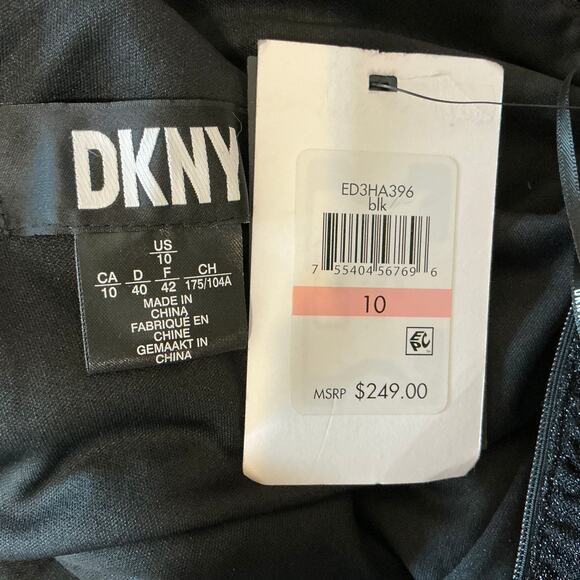 DKNY
US
10
CA D F CH
10 40 42 175/104A
MADE IN
CHINA
FABRIQUÉ EN
CHINE
GEMAAKT IN
CHINA
ED3HA396
blk
7 55404 56769 6
10
EPC
MSRP $249.00